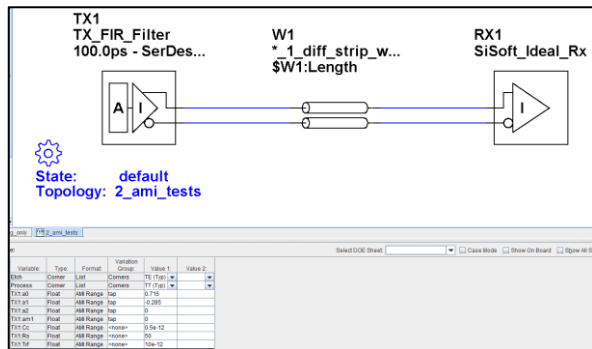 TX1
TX_FIR_Filter
100.0ps - SerDes...
W1
*_1_diff_strip_w...
$W1:Length
RX1
SiSoft_Ideal_Rx
A
I
I
State: default
Topology: 2_ami_tests
g_only 2_ami_tests
Select DOE Sheet: Case Mode Show On Board Show All S
Variable: Type: Format: Variation Group: Value 1: Value 2:
Etch Corner List Corners TE (Typ)
Process Corner List Corners TT (Typ)
TX1:a0 Float AMI Range tap 0.715
TX1:a1 Float AMI Range tap -0.285
TX1:a2 Float AMI Range tap 0
TX1:am1 Float AMI Range tap 0
TX1:Cc Float AMI Range <none> 0.5e-12
TX1:Ro Float AMI Range <none> 50
TX1:Trf Float AMI Range <none> 10e-12